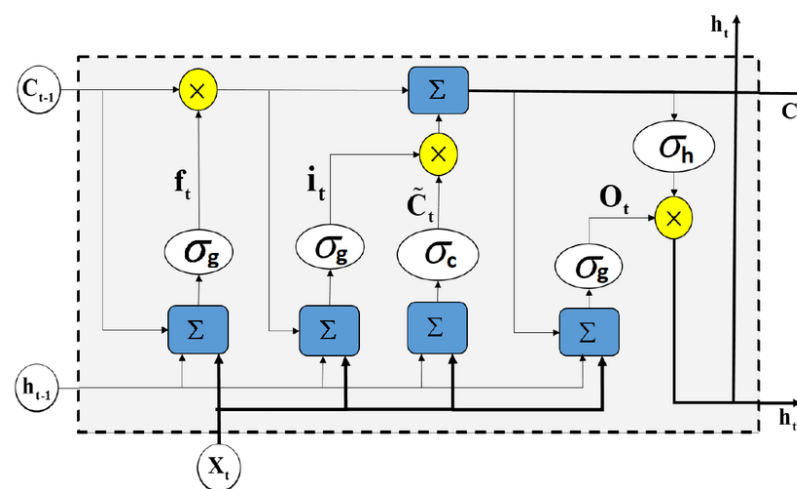 h_t
C_{t-1}
×
Σ
C
×
σ_h
f_t
i_t
C̃_t
O_t
×
σ_g
σ_g
σ_c
σ_g
Σ
Σ
Σ
Σ
h_{t-1}
h_t
X_t